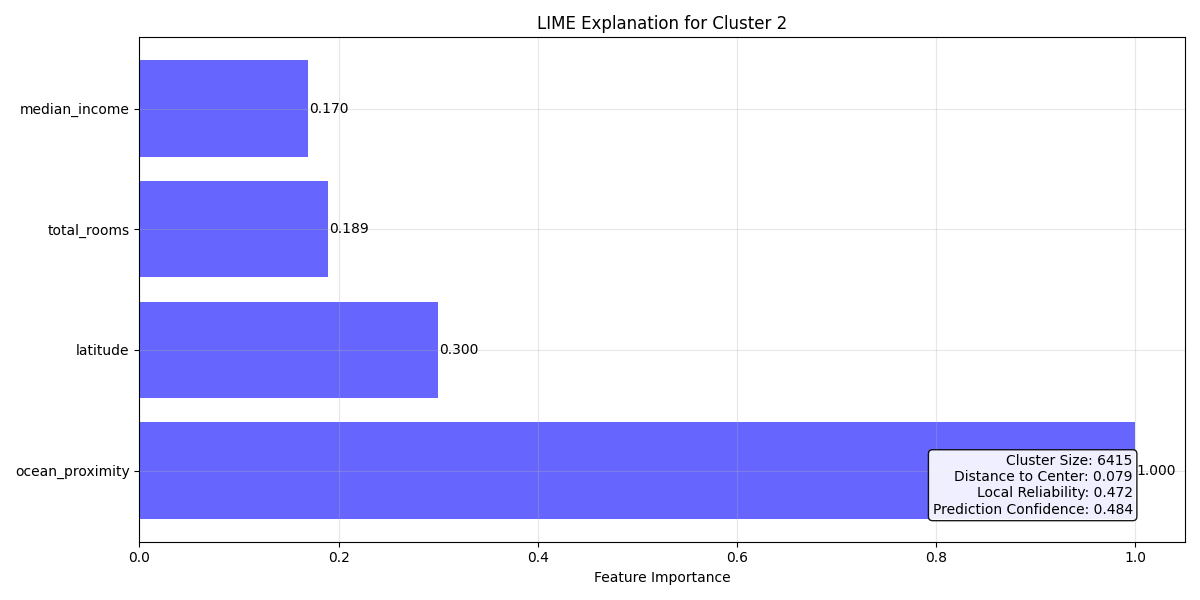 LIME Explanation for Cluster 2
median_income
0.170
total_rooms
0.189
latitude
0.300
ocean_proximity
1.000
Cluster Size: 6415
Distance to Center: 0.079
Local Reliability: 0.472
Prediction Confidence: 0.484
0.0 0.2 0.4 0.6 0.8 1.0
Feature Importance